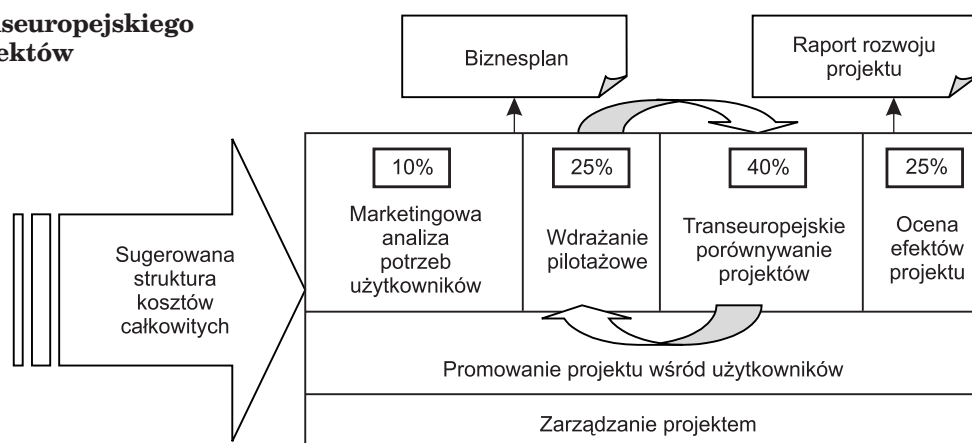 nseuropejskiego
ektów
Biznesplan
Raport rozwoju
projektu
10%
25%
40%
25%
Marketingowa
analiza
potrzeb
użytkowników
Wdrażanie
pilotażowe
Transeuropejskie
porównywanie
projektów
Ocena
efektów
projektu
Sugerowana
struktura
kosztów
całkowitych
Promowanie projektu wśród użytkowników
Zarządzanie projektem